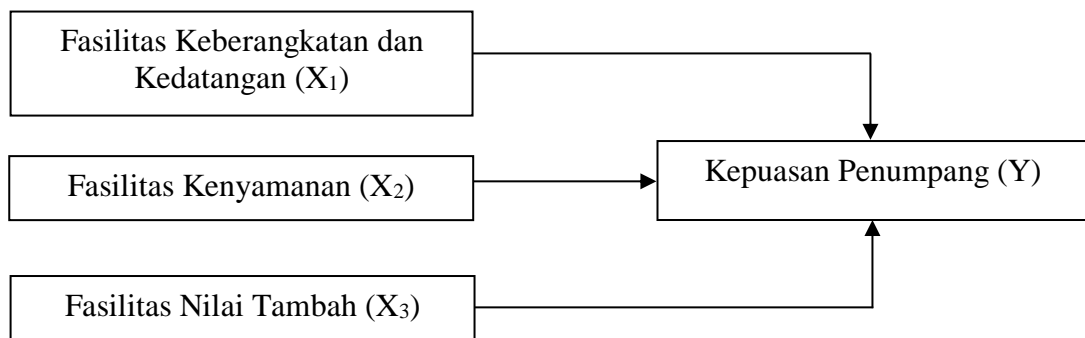 Fasilitas Keberangkatan dan
Kedatangan (X₁)
Fasilitas Kenyamanan (X₂)
Kepuasan Penumpang (Y)
Fasilitas Nilai Tambah (X₃)